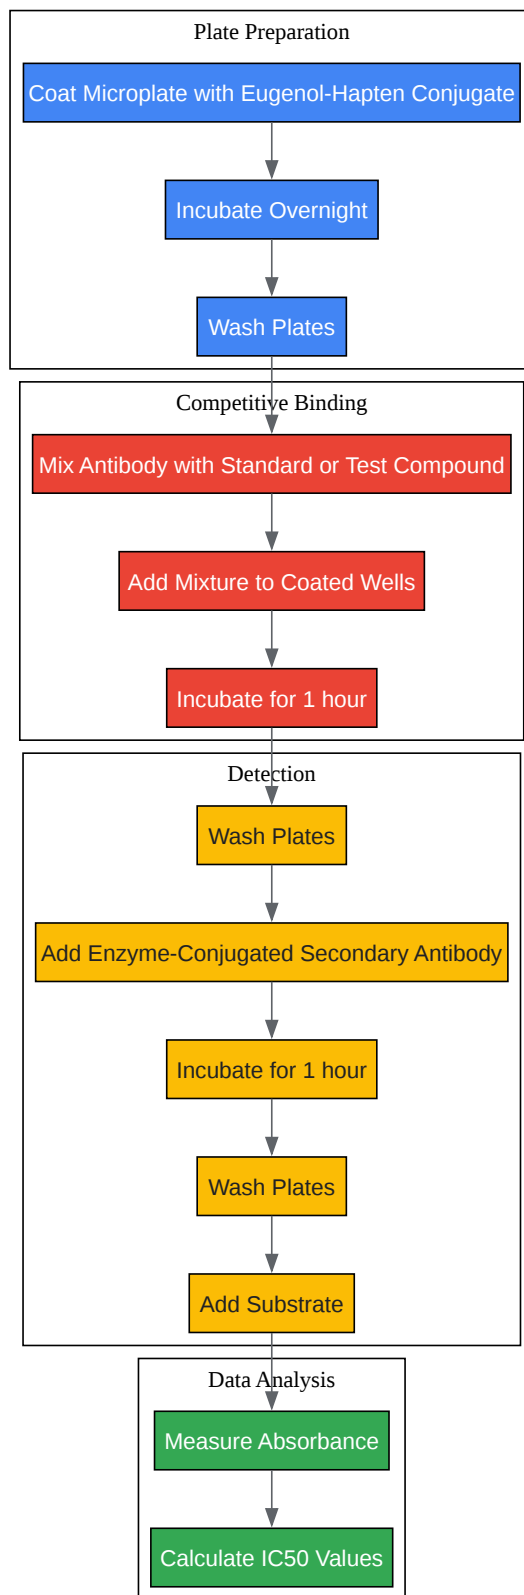 Plate Preparation
Coat Microplate with Eugenol-Hapten Conjugate
Incubate Overnight
Wash Plates
Competitive Binding
Mix Antibody with Standard or Test Compound
Add Mixture to Coated Wells
Incubate for 1 hour
Detection
Wash Plates
Add Enzyme-Conjugated Secondary Antibody
Incubate for 1 hour
Wash Plates
Add Substrate
Data Analysis
Measure Absorbance
Calculate IC50 Values